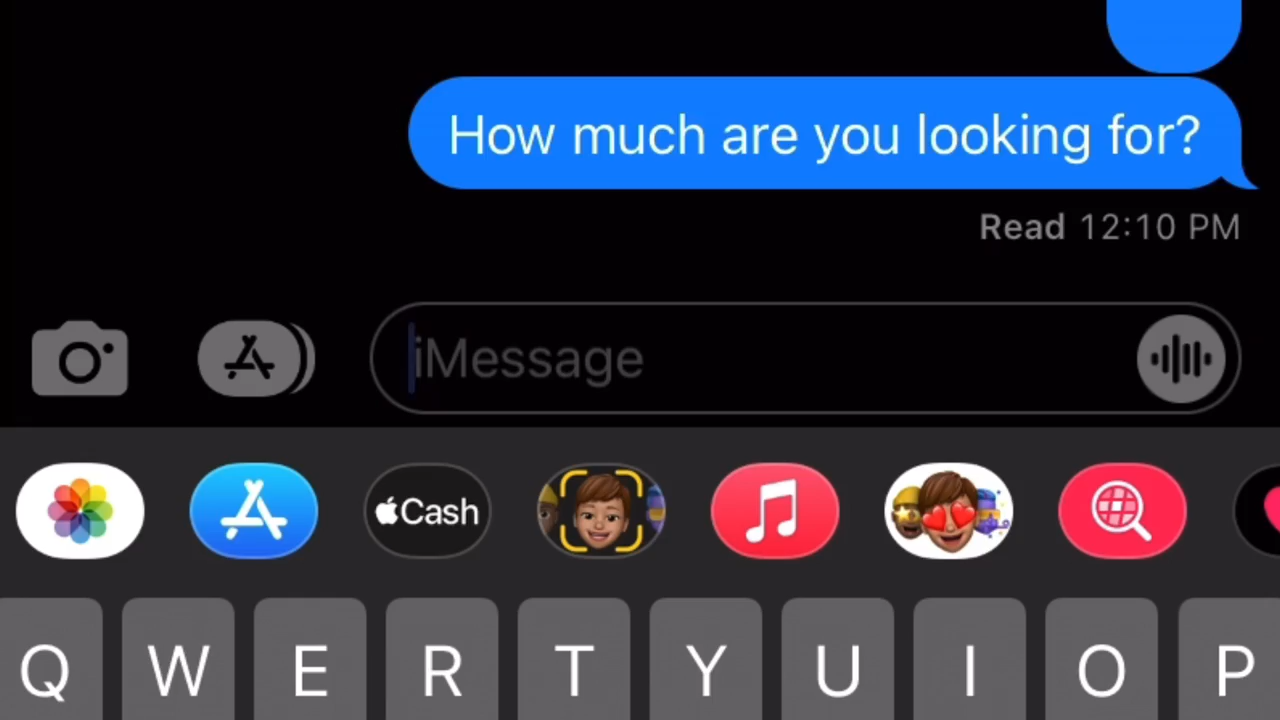 How much are you looking for?
Read 12:10 PM
iMessage
Cash
Q W E R T Y U I O P